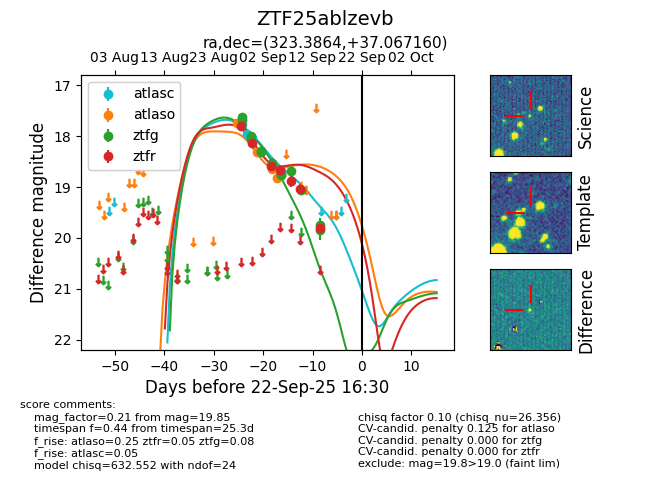 ZTF25ablzevb
ra,dec=(323.3864,+37.067160)
03 Aug 13 Aug 23 Aug 02 Sep 12 Sep 22 Sep 02 Oct
17
18
19
20
21
22
Difference magnitude
atlasc
atlaso
ztfg
ztfr
−50 −40 −30 −20 −10 0 10
Days before 22-Sep-25 16:30
Science
Template
Difference
score comments:
mag_factor=0.21 from mag=19.85
timespan f=0.44 from timespan=25.3d
f_rise: atlaso=0.25 ztfr=0.05 ztfg=0.08
f_rise: atlasc=0.05
model chisq=632.552 with ndof=24
chisq factor 0.10 (chisq_nu=26.356)
CV-candid. penalty 0.125 for atlaso
CV-candid. penalty 0.000 for ztfg
CV-candid. penalty 0.000 for ztfr
exclude: mag=19.8>19.0 (faint lim)